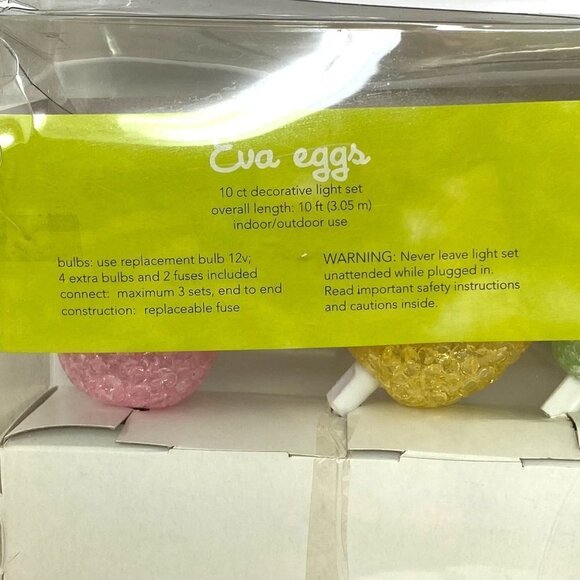 Eva eggs
10 ct decorative light set
overall length: 10 ft (3.05 m)
indoor/outdoor use
bulbs: use replacement bulb 12v;
4 extra bulbs and 2 fuses included
connect: maximum 3 sets, end to end
construction: replaceable fuse
WARNING: Never leave light set
unattended while plugged in.
Read important safety instructions
and cautions inside.